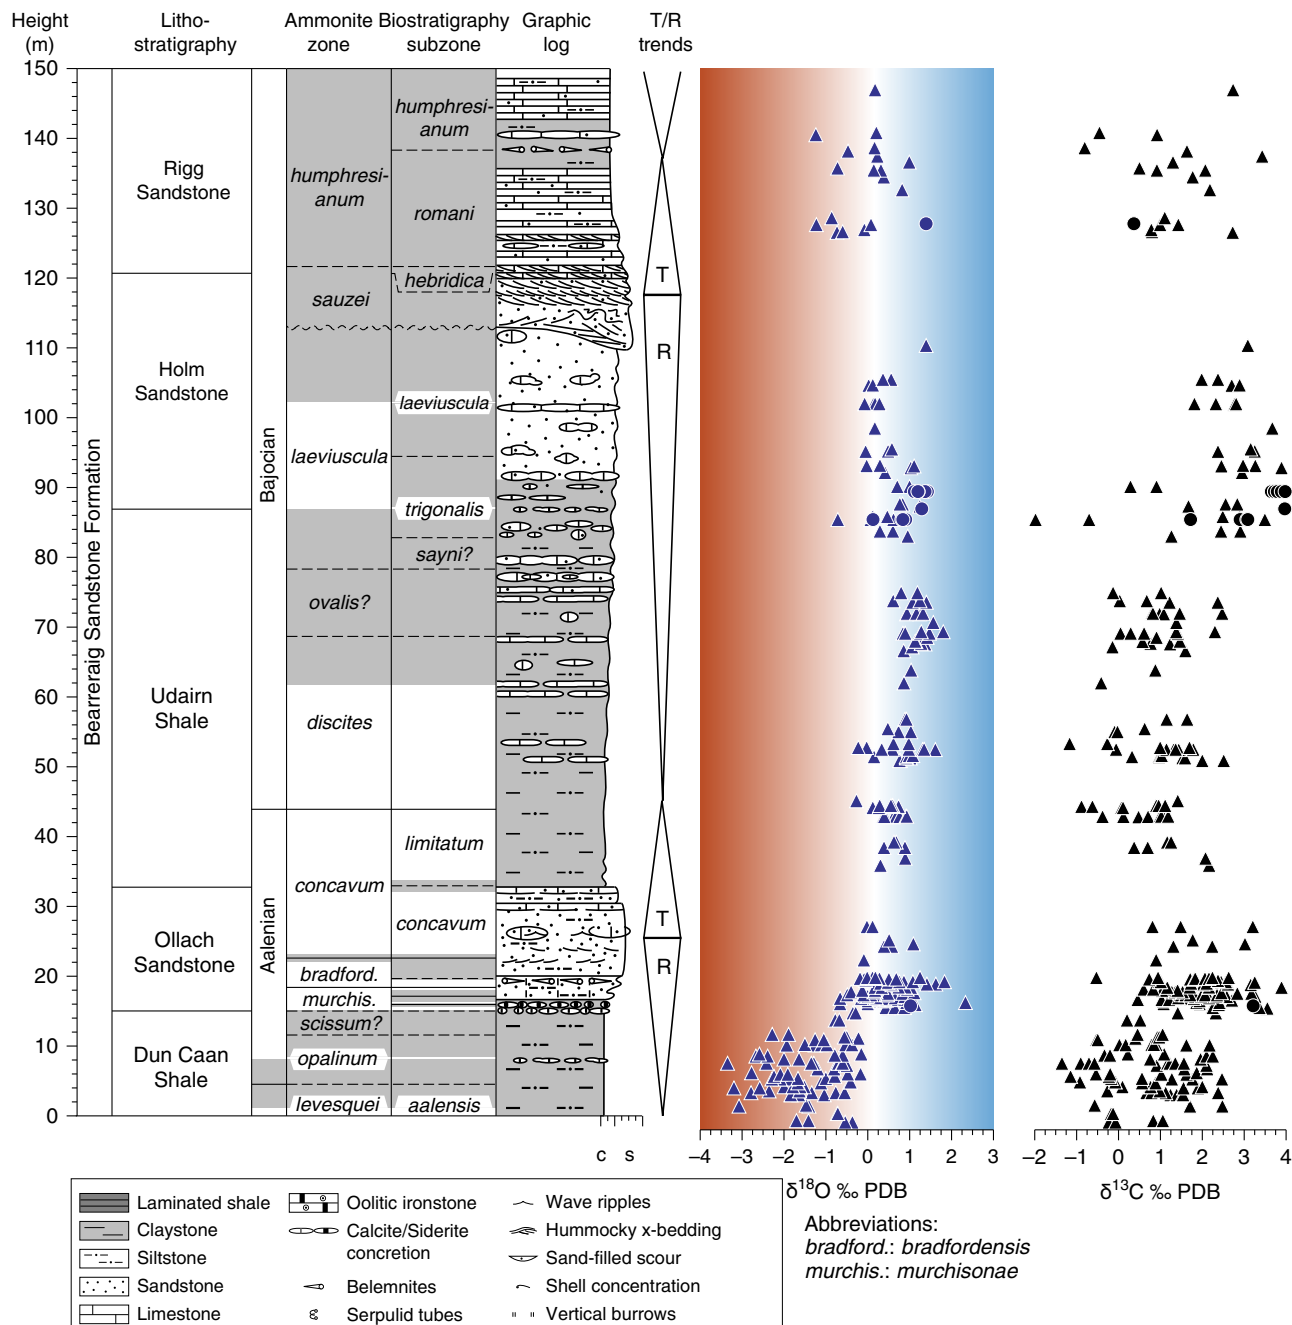 Height
(m)
Litho-
stratigraphy
Ammonite
zone
Biostratigraphy
subzone
Graphic
log
T/R
trends
150
140
130
120
110
100
90
80
70
60
50
40
30
20
10
0
Bearreraig Sandstone Formation
Rigg
Sandstone
Holm
Sandstone
Udairn
Shale
Ollach
Sandstone
Dun Caan
Shale
Bajocian
Aalenian
humphresi-
anum
sauzei
laeviuscula
ovalis?
discites
concavum
bradford.
murchis.
scissum?
opalinum
levesquei
humphresi-
anum
romani
hebridica
laeviuscula
trigonalis
sayni?
limitatum
concavum
aalensis
c s
T
R
T
R
–4 –3 –2 –1 0 1 2 3
δ18O ‰ PDB
–2 –1 0 1 2 3 4
δ13C ‰ PDB
Laminated shale
Claystone
Siltstone
Sandstone
Limestone
Oolitic ironstone
Calcite/Siderite
concretion
Belemnites
Serpulid tubes
Wave ripples
Hummocky x-bedding
Sand-filled scour
Shell concentration
Vertical burrows
Abbreviations:
bradford.: bradfordensis
murchis.: murchisonae